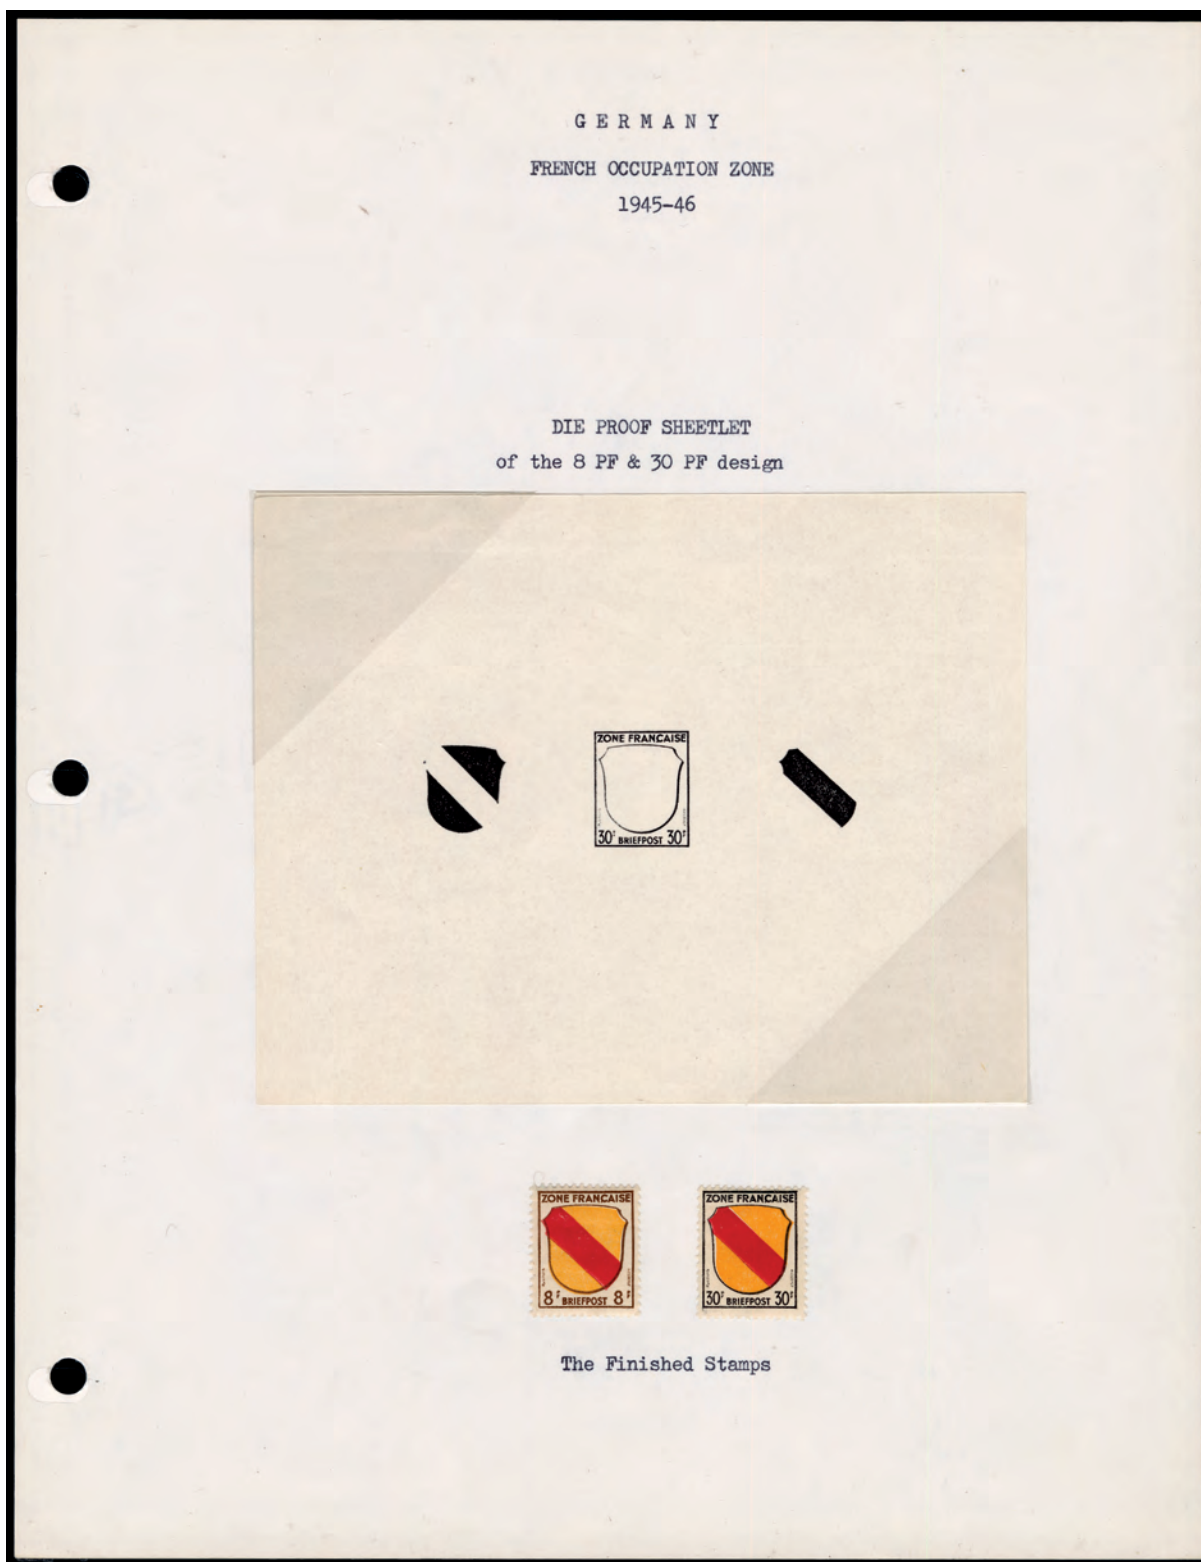 G E R M A N Y
FRENCH OCCUPATION ZONE
1945-46
DIE PROOF SHEETLET
of the 8 PF & 30 PF design
ZONE FRANCAISE
30F BRIEFPOST 30F
ZONE FRANCAISE
8F BRIEFPOST 8F
ZONE FRANCAISE
30F BRIEFPOST 30F
The Finished Stamps